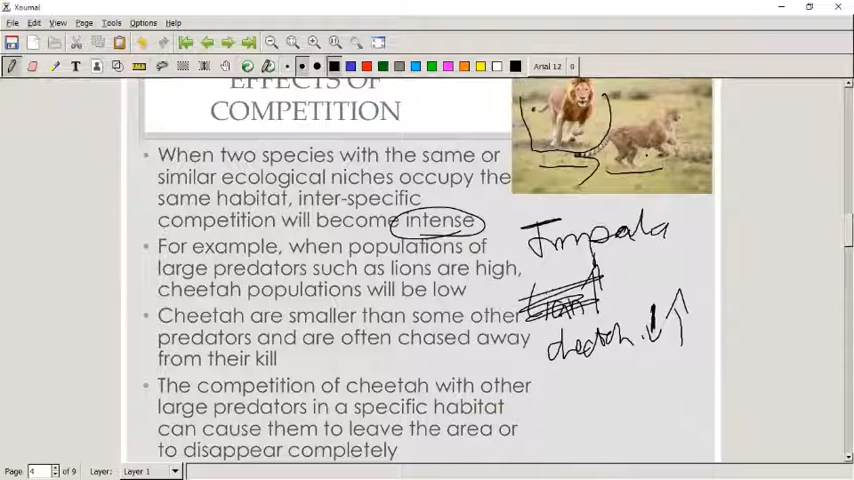 Xournal
File Edit View Page Tools Options Help
Arial 12 0
EFFECTS OF
COMPETITION
• When two species with the same or
similar ecological niches occupy the
same habitat, inter-specific
competition will become intense
• For example, when populations of
large predators such as lions are high,
cheetah populations will be low
• Cheetah are smaller than some other
predators and are often chased away
from their kill
• The competition of cheetah with other
large predators in a specific habitat
can cause them to leave the area or
to disappear completely
Impala
Lion
cheetah ↓ ↑
Page 4 of 9 Layer: Layer 1